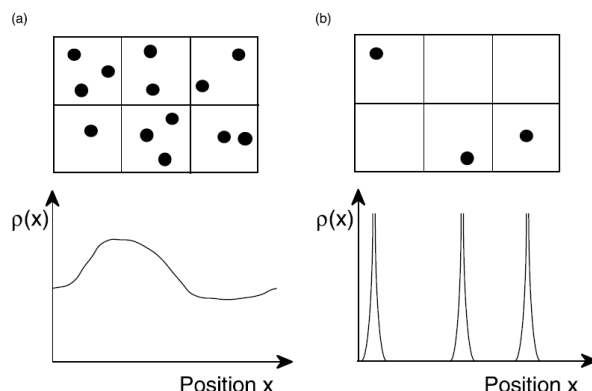 (a)
(b)
ρ(x)
Position x
ρ(x)
Position x